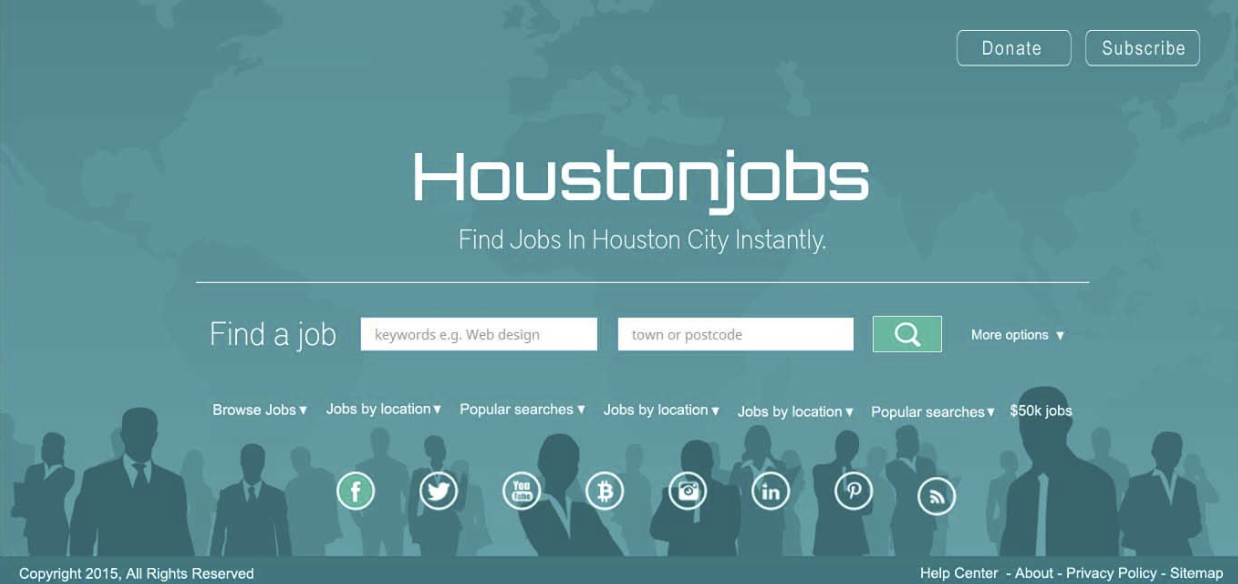 Donate Subscribe
Houstonjobs
Find Jobs In Houston City Instantly.
Find a job keywords e.g. Web design town or postcode More options ▼
Browse Jobs ▼ Jobs by location ▼ Popular searches ▼ Jobs by location ▼ Jobs by location ▼ Popular searches ▼ $50k jobs
f You Tube in
Copyright 2015, All Rights Reserved Help Center - About - Privacy Policy - Sitemap